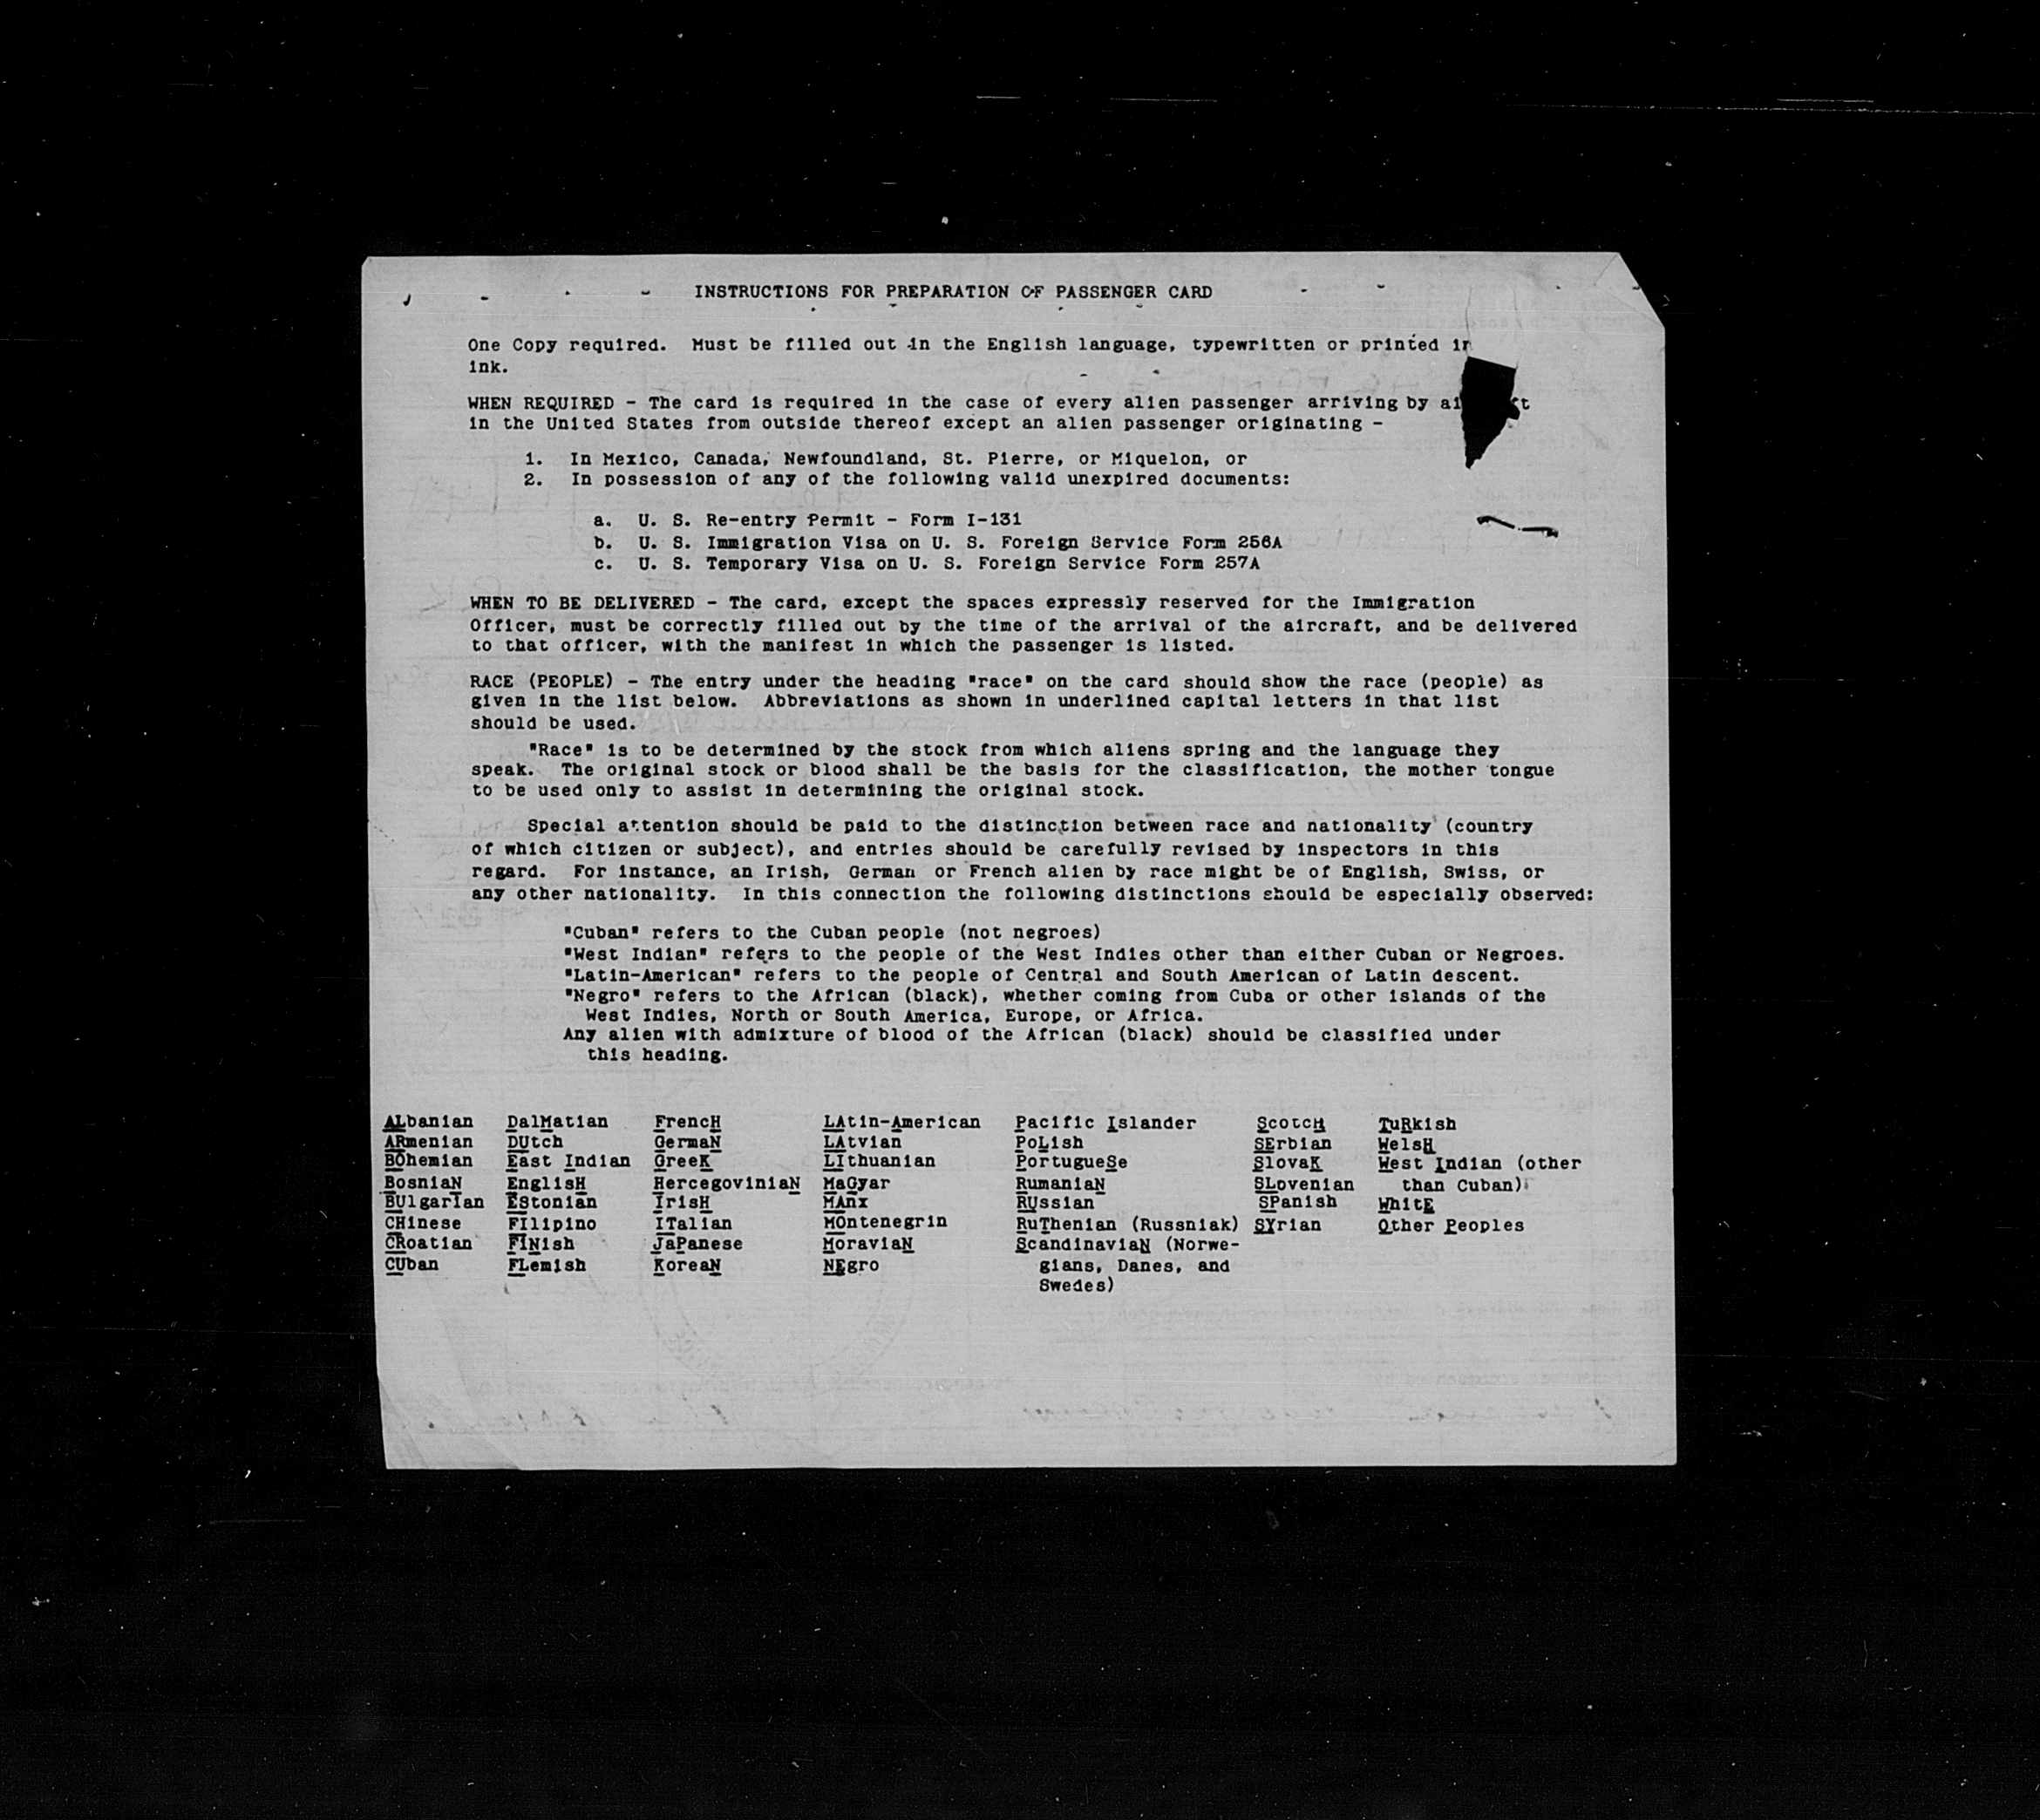 INSTRUCTIONS FOR PREPARATION OF PASSENGER CARD
One Copy required. Must be filled out in the English language, typewritten or printed in
ink.
WHEN REQUIRED - The card is required in the case of every alien passenger arriving by
in the United States from outside thereof except an alien passenger originating -
1. In Mexico, Canada, Newfoundland, St. Pierre, or Miquelon, or
2. In possession of any of the following valid unexpired documents:
a. U. S. Re-entry Permit - Form I-131
b. U. S. Immigration Visa on U. S. Foreign Service Form 256A
c. U. S. Temporary Visa on U. S. Foreign Service Form 257A
WHEN TO BE DELIVERED - The card, except the spaces expressly reserved for the Immigration
Officer, must be correctly filled out by the time of the arrival of the aircraft, and be delivered
to that officer, with the manifest in which the passenger is listed.
RACE (PEOPLE) - The entry under the heading "race" on the card should show the race (people) as
given in the list below. Abbreviations as shown in underlined capital letters in that list
should be used.
"Race" is to be determined by the stock from which aliens spring and the language they
speak. The original stock or blood shall be the basis for the classification, the mother tongue
to be used only to assist in determining the original stock.
Special attention should be paid to the distinction between race and nationality (country
of which citizen or subject), and entries should be carefully revised by inspectors in this
regard. For instance, an Irish, German or French alien by race might be of English, Swiss, or
any other nationality. In this connection the following distinctions should be especially observed:
"Cuban" refers to the Cuban people (not negroes)
"West Indian" refers to the people of the West Indies other than either Cuban or Negroes.
"Latin-American" refers to the people of Central and South American of Latin descent.
"Negro" refers to the African (black), whether coming from Cuba or other islands of the
West Indies, North or South America, Europe, or Africa.
Any alien with admixture of blood of the African (black) should be classified under
this heading.
ALbanian DalMatian FrencH LAtin-American Pacific Islander ScotcH TuRkish
ARmenian DUtch GermaN LAtvian PoLish SErbian WelsH
BOhemian East Indian GreeK LIthuanian PortugueSe SlovaK West Indian (other
BosniaN EnglisH HercegoviniaN MaGyar RumaniaN SLovenian than Cuban)
BUlgarian EStonian IrisH MAnx RUssian SPanish WhitE
CHinese FIlipino ITalian MOntenegrin RuThenian (Russniak) SYrian Other Peoples
CRoatian FINish JaPanese MoraviaN ScandinaviaN (Norwe-
CUban FLemish KoreaN NEgro gians, Danes, and
Swedes)